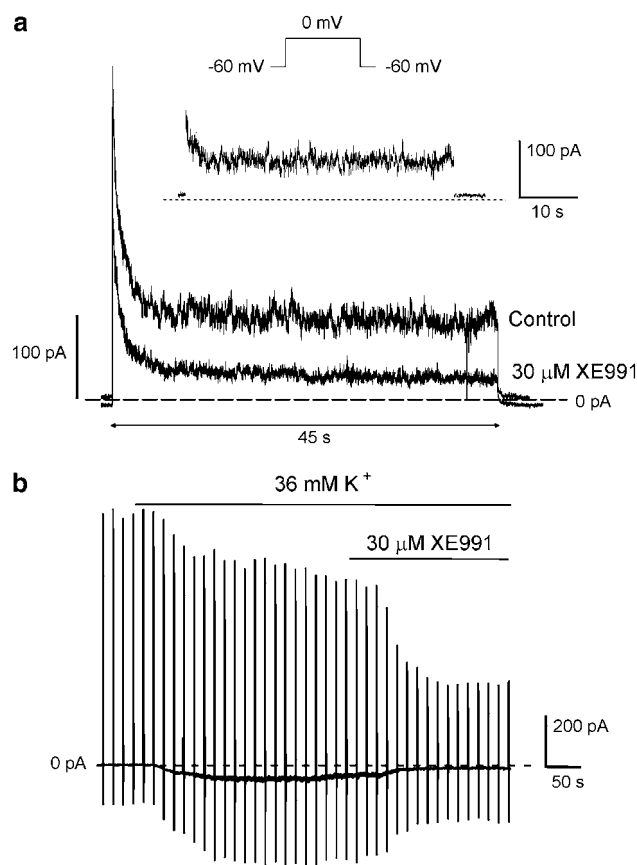 a
0 mV
-60 mV -60 mV
100 pA
10 s
Control
100 pA
30 µM XE991
0 pA
45 s
b
36 mM K⁺
30 µM XE991
200 pA
0 pA
50 s